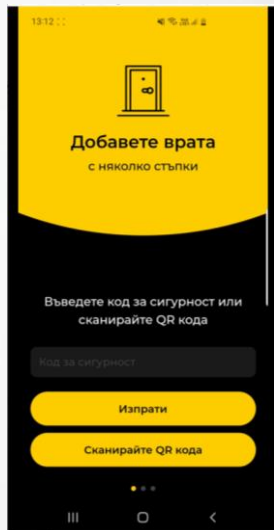 13:12
Добавете врата
с няколко стъпки
Въведете код за сигурност или
сканирайте QR кода
Код за сигурност
Изпрати
Сканирайте QR кода